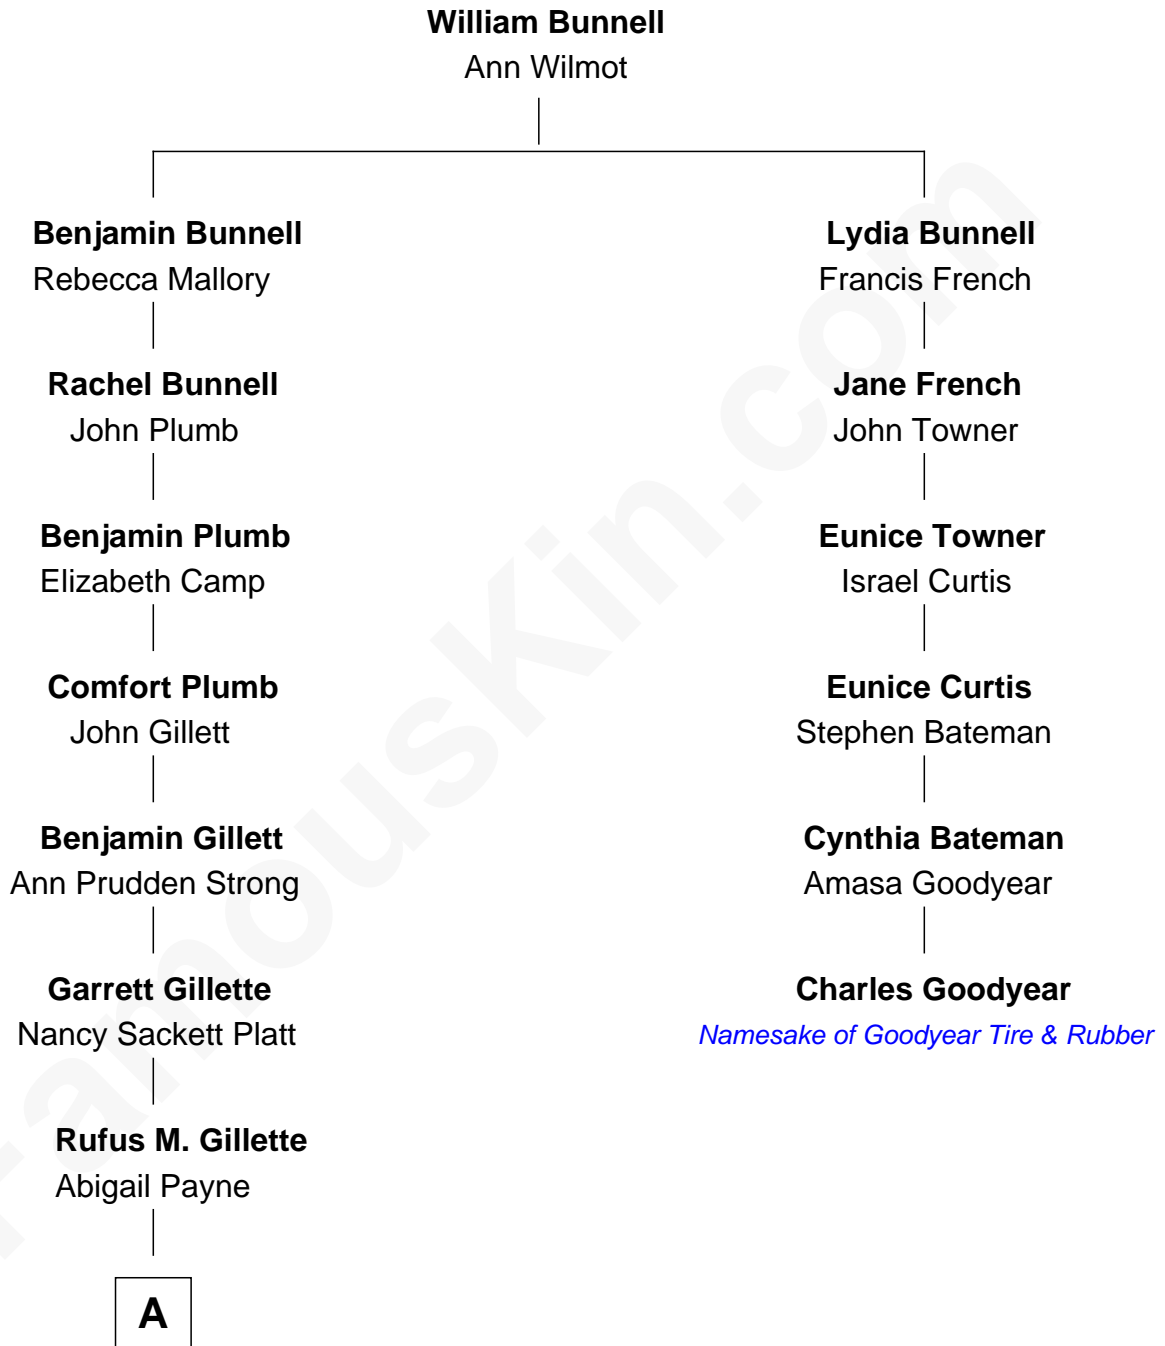 William Bunnell
Ann Wilmot
Benjamin Bunnell
Rebecca Mallory
Lydia Bunnell
Francis French
Rachel Bunnell
John Plumb
Jane French
John Towner
Benjamin Plumb
Elizabeth Camp
Eunice Towner
Israel Curtis
Comfort Plumb
John Gillett
Eunice Curtis
Stephen Bateman
Benjamin Gillett
Ann Prudden Strong
Cynthia Bateman
Amasa Goodyear
Garrett Gillette
Nancy Sackett Platt
Charles Goodyear
Namesake of Goodyear Tire & Rubber
Rufus M. Gillette
Abigail Payne
A
FamousKin.com